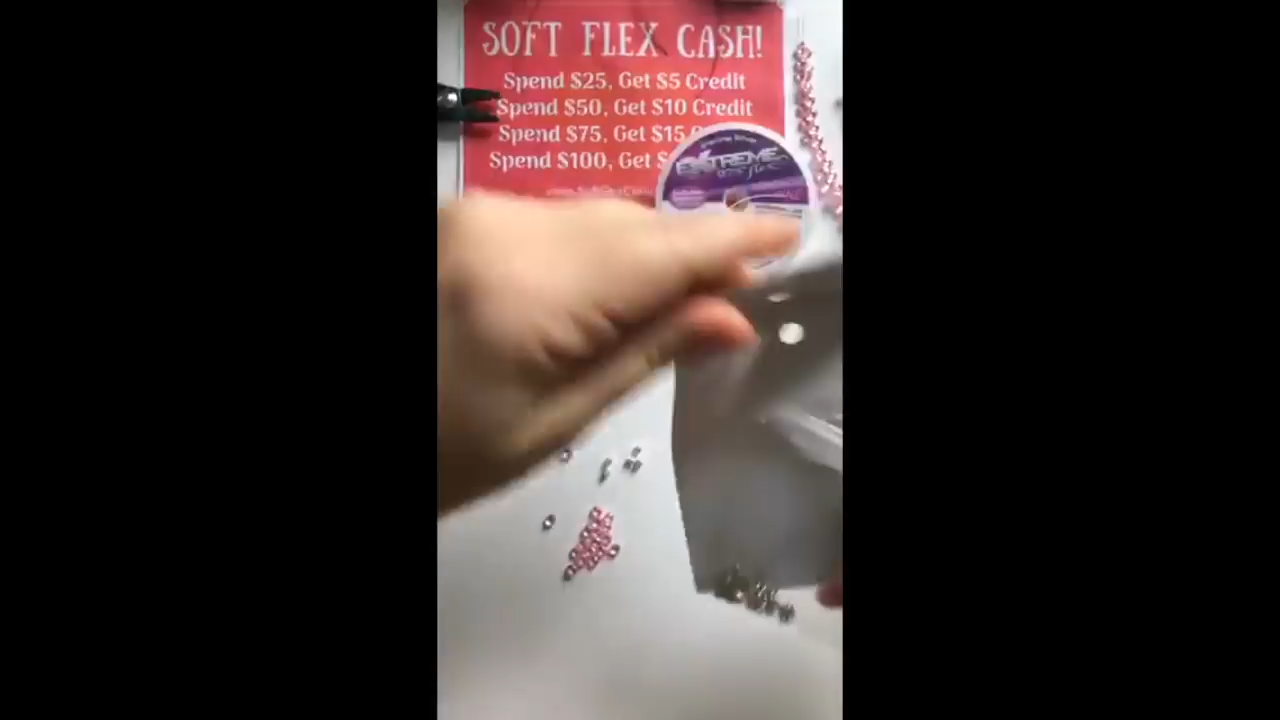 SOFT FLEX CASH!
Spend $25, Get $5 Credit
Spend $50, Get $10 Credit
Spend $75, Get $15
Spend $100, Get $
EXTREME